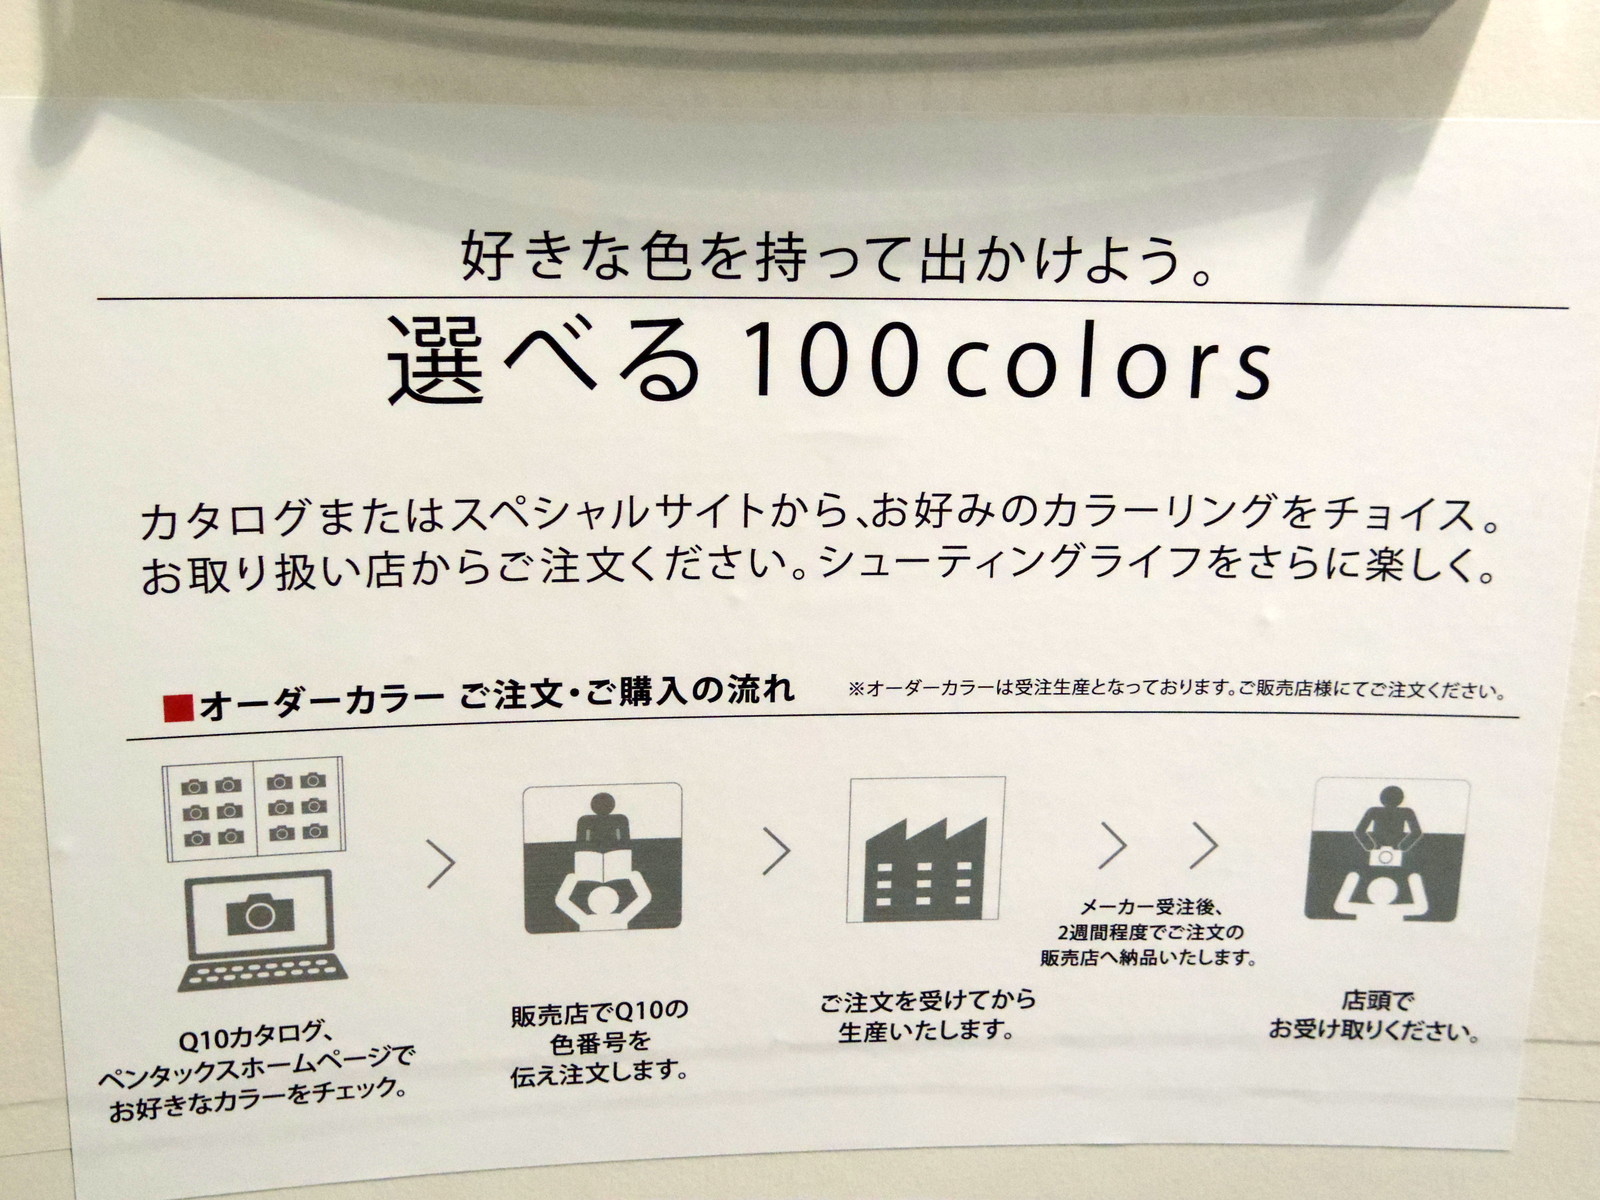 好きな色を持って出かけよう。
選べる100colors
カタログまたはスペシャルサイトから、お好みのカラーリングをチョイス。
お取り扱い店からご注文ください。シューティングライフをさらに楽しく。
■オーダーカラー ご注文・ご購入の流れ ※オーダーカラーは受注生産となっております。ご販売店様にてご注文ください。
Q10カタログ、
ペンタックスホームページで
お好きなカラーをチェック。
販売店でQ10の
色番号を
伝え注文します。
ご注文を受けてから
生産いたします。
メーカー受注後、
2週間程度でご注文の
販売店へ納品いたします。
店頭で
お受け取りください。